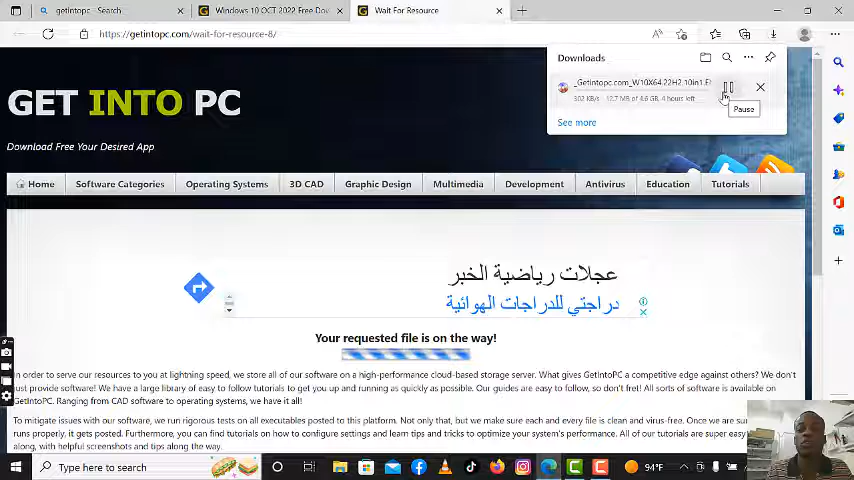 getintopc - Search
Windows 10 OCT 2022 Free Dow
Wait For Resource
https://getintopc.com/wait-for-resource-8/
Downloads
_Getintopc.com_W10X64.22H2.10in1.E
302 KB/s - 12.7 MB of 4.6 GB, 4 hours left
Pause
See more
GET INTO PC
Download Free Your Desired App
Home
Software Categories
Operating Systems
3D CAD
Graphic Design
Multimedia
Development
Antivirus
Education
Tutorials
عجلات رياضية الخبر
دراجتي للدراجات الهوائية
Your requested file is on the way!
In order to serve our resources to you at lightning speed, we store all of our software on a high-performance cloud-based storage server. What gives GetIntoPC a competitive edge against others? We don't
just provide software! We have a large library of easy to follow tutorials to get you up and running as quickly as possible. Our guides are easy to follow, so don't fret! All sorts of software is available on
GetIntoPC. Ranging from CAD software to operating systems, we have it all!
To mitigate issues with our software, we run rigorous tests on all executables posted to this platform. Not only that, but we make sure each and every file is clean and virus-free. Once we are su
runs properly, it gets posted. Furthermore, you can find tutorials on how to configure settings and learn tips and tricks to optimize your system's performance. All of our tutorials are super easy
with helpful screenshots and tips along the way.
Type here to search
94°F